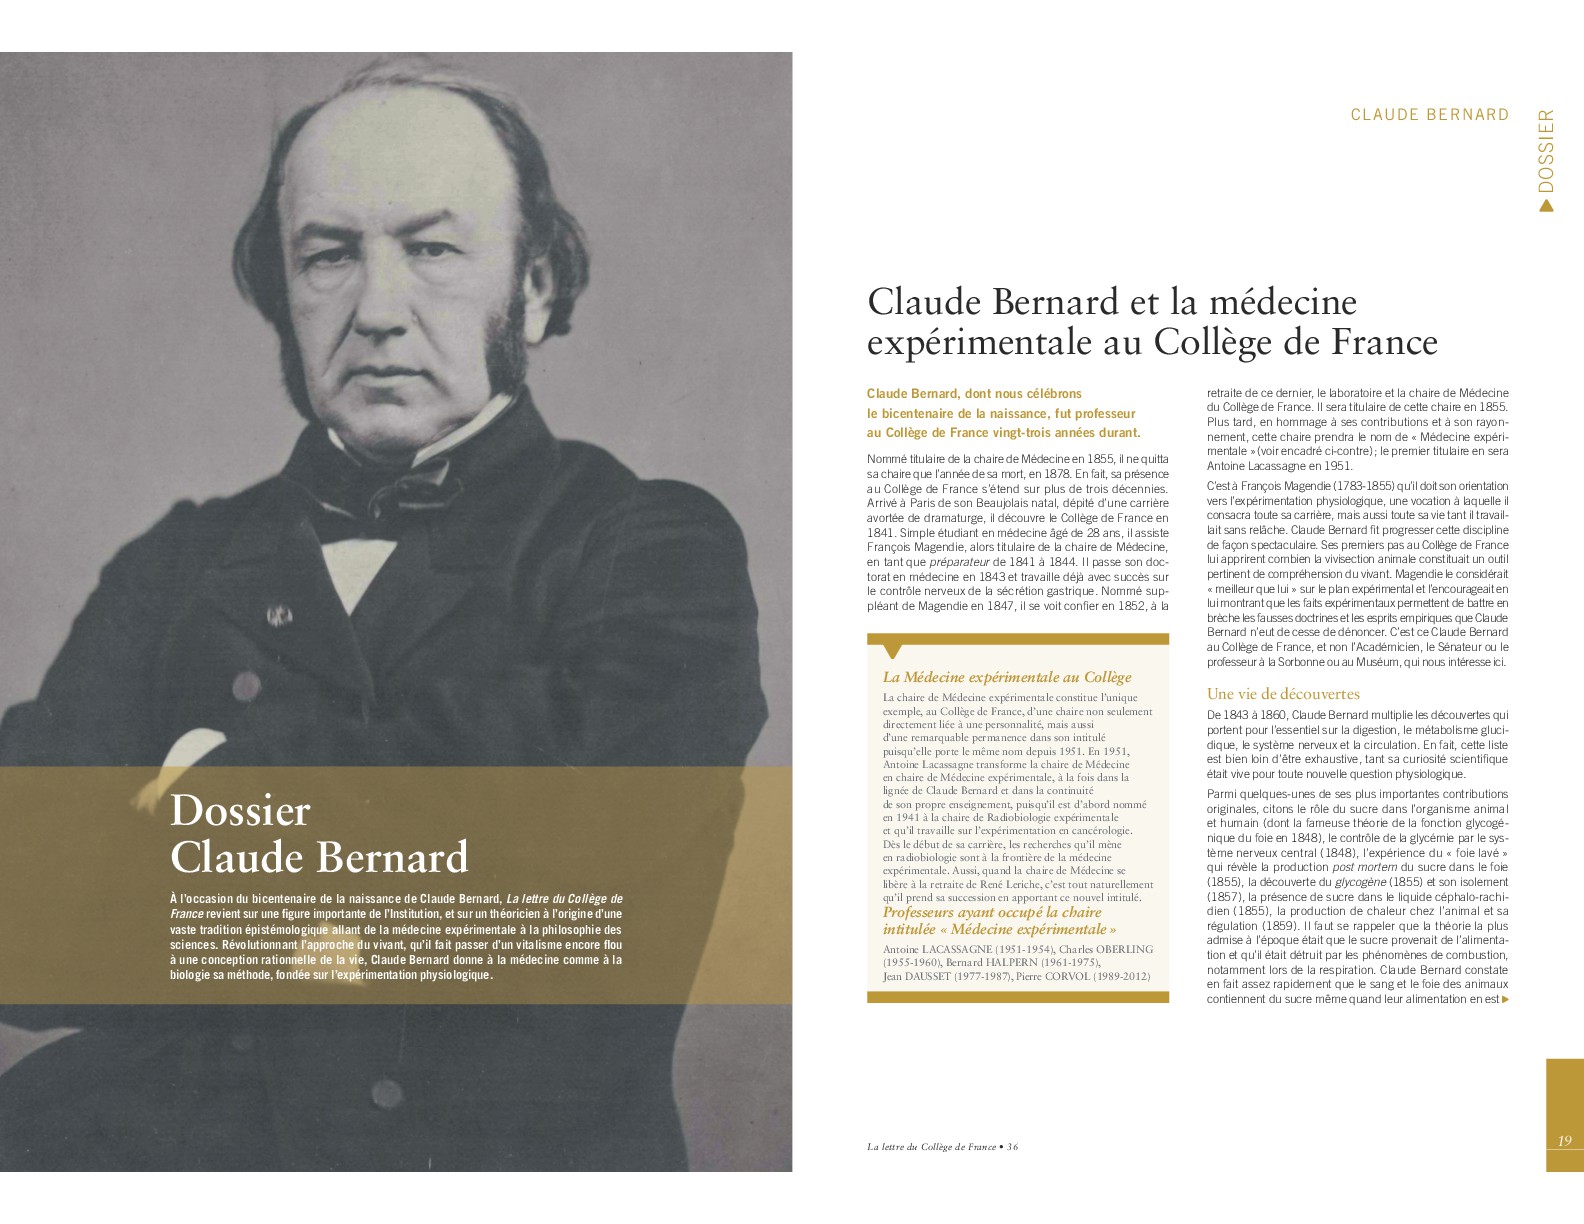 Dossier
Claude Bernard
À l'occasion du bicentenaire de la naissance de Claude Bernard, La lettre du Collège de
France revient sur une figure importante de l'Institution, et sur un théoricien à l'origine d'une
vaste tradition épistémologique allant de la médecine expérimentale à la philosophie des
sciences. Révolutionnant l'approche du vivant, qu'il fait passer d'un vitalisme encore flou
à une conception rationnelle de la vie, Claude Bernard donne à la médecine comme à la
biologie sa méthode, fondée sur l'expérimentation physiologique.
CLAUDE BERNARD
DOSSIER
Claude Bernard et la médecine
expérimentale au Collège de France
Claude Bernard, dont nous célébrons
le bicentenaire de la naissance, fut professeur
au Collège de France vingt-trois années durant.
Nommé titulaire de la chaire de Médecine en 1855, il ne quitta
sa chaire que l'année de sa mort, en 1878. En fait, sa présence
au Collège de France s'étend sur plus de trois décennies.
Arrivé à Paris de son Beaujolais natal, dépité d'une carrière
avortée de dramaturge, il découvre le Collège de France en
1841. Simple étudiant en médecine âgé de 28 ans, il assiste
François Magendie, alors titulaire de la chaire de Médecine,
en tant que préparateur de 1841 à 1844. Il passe son doc-
torat en médecine en 1843 et travaille déjà avec succès sur
le contrôle nerveux de la sécrétion gastrique. Nommé sup-
pléant de Magendie en 1847, il se voit confier en 1852, à la
La Médecine expérimentale au Collège
La chaire de Médecine expérimentale constitue l'unique
exemple, au Collège de France, d'une chaire non seulement
directement liée à une personnalité, mais aussi
d'une remarquable permanence dans son intitulé
puisqu'elle porte le même nom depuis 1951. En 1951,
Antoine Lacassagne transforme la chaire de Médecine
en chaire de Médecine expérimentale, à la fois dans la
lignée de Claude Bernard et dans la continuité
de son propre enseignement, puisqu'il est d'abord nommé
en 1941 à la chaire de Radiobiologie expérimentale
et qu'il travaille sur l'expérimentation en cancérologie.
Dès le début de sa carrière, les recherches qu'il mène
en radiobiologie sont à la frontière de la médecine
expérimentale. Aussi, quand la chaire de Médecine se
libère à la retraite de René Leriche, c'est tout naturellement
qu'il prend sa succession en apportant ce nouvel intitulé.
Professeurs ayant occupé la chaire
intitulée « Médecine expérimentale »
Antoine LACASSAGNE (1951-1954), Charles OBERLING
(1955-1960), Bernard HALPERN (1961-1975),
Jean DAUSSET (1977-1987), Pierre CORVOL (1989-2012)
retraite de ce dernier, le laboratoire et la chaire de Médecine
du Collège de France. Il sera titulaire de cette chaire en 1855.
Plus tard, en hommage à ses contributions et à son rayon-
nement, cette chaire prendra le nom de « Médecine expéri-
mentale » (voir encadré ci-contre) ; le premier titulaire en sera
Antoine Lacassagne en 1951.
C'est à François Magendie (1783-1855) qu'il doit son orientation
vers l'expérimentation physiologique, une vocation à laquelle il
consacra toute sa carrière, mais aussi toute sa vie tant il travail-
lait sans relâche. Claude Bernard fit progresser cette discipline
de façon spectaculaire. Ses premiers pas au Collège de France
lui apprirent combien la vivisection animale constituait un outil
pertinent de compréhension du vivant. Magendie le considérait
« meilleur que lui » sur le plan expérimental et l'encourageait en
lui montrant que les faits expérimentaux permettent de battre en
brèche les fausses doctrines et les esprits empiriques que Claude
Bernard n'eut de cesse de dénoncer. C'est ce Claude Bernard
au Collège de France, et non l'Académicien, le Sénateur ou le
professeur à la Sorbonne ou au Muséum, qui nous intéresse ici.
Une vie de découvertes
De 1843 à 1860, Claude Bernard multiplie les découvertes qui
portent pour l'essentiel sur la digestion, le métabolisme gluci-
dique, le système nerveux et la circulation. En fait, cette liste
est bien loin d'être exhaustive, tant sa curiosité scientifique
était vive pour toute nouvelle question physiologique.
Parmi quelques-unes de ses plus importantes contributions
originales, citons le rôle du sucre dans l'organisme animal
et humain (dont la fameuse théorie de la fonction glycogé-
nique du foie en 1848), le contrôle de la glycémie par le sys-
tème nerveux central (1848), l'expérience du « foie lavé »
qui révèle la production post mortem du sucre dans le foie
(1855), la découverte du glycogène (1855) et son isolement
(1857), la présence de sucre dans le liquide céphalo-rachi-
dien (1855), la production de chaleur chez l'animal et sa
régulation (1859). Il faut se rappeler que la théorie la plus
admise à l'époque était que le sucre provenait de l'alimenta-
tion et qu'il était détruit par les phénomènes de combustion,
notamment lors de la respiration. Claude Bernard constate
en fait assez rapidement que le sang et le foie des animaux
contiennent du sucre même quand leur alimentation en est
La lettre du Collège de France • 36
19